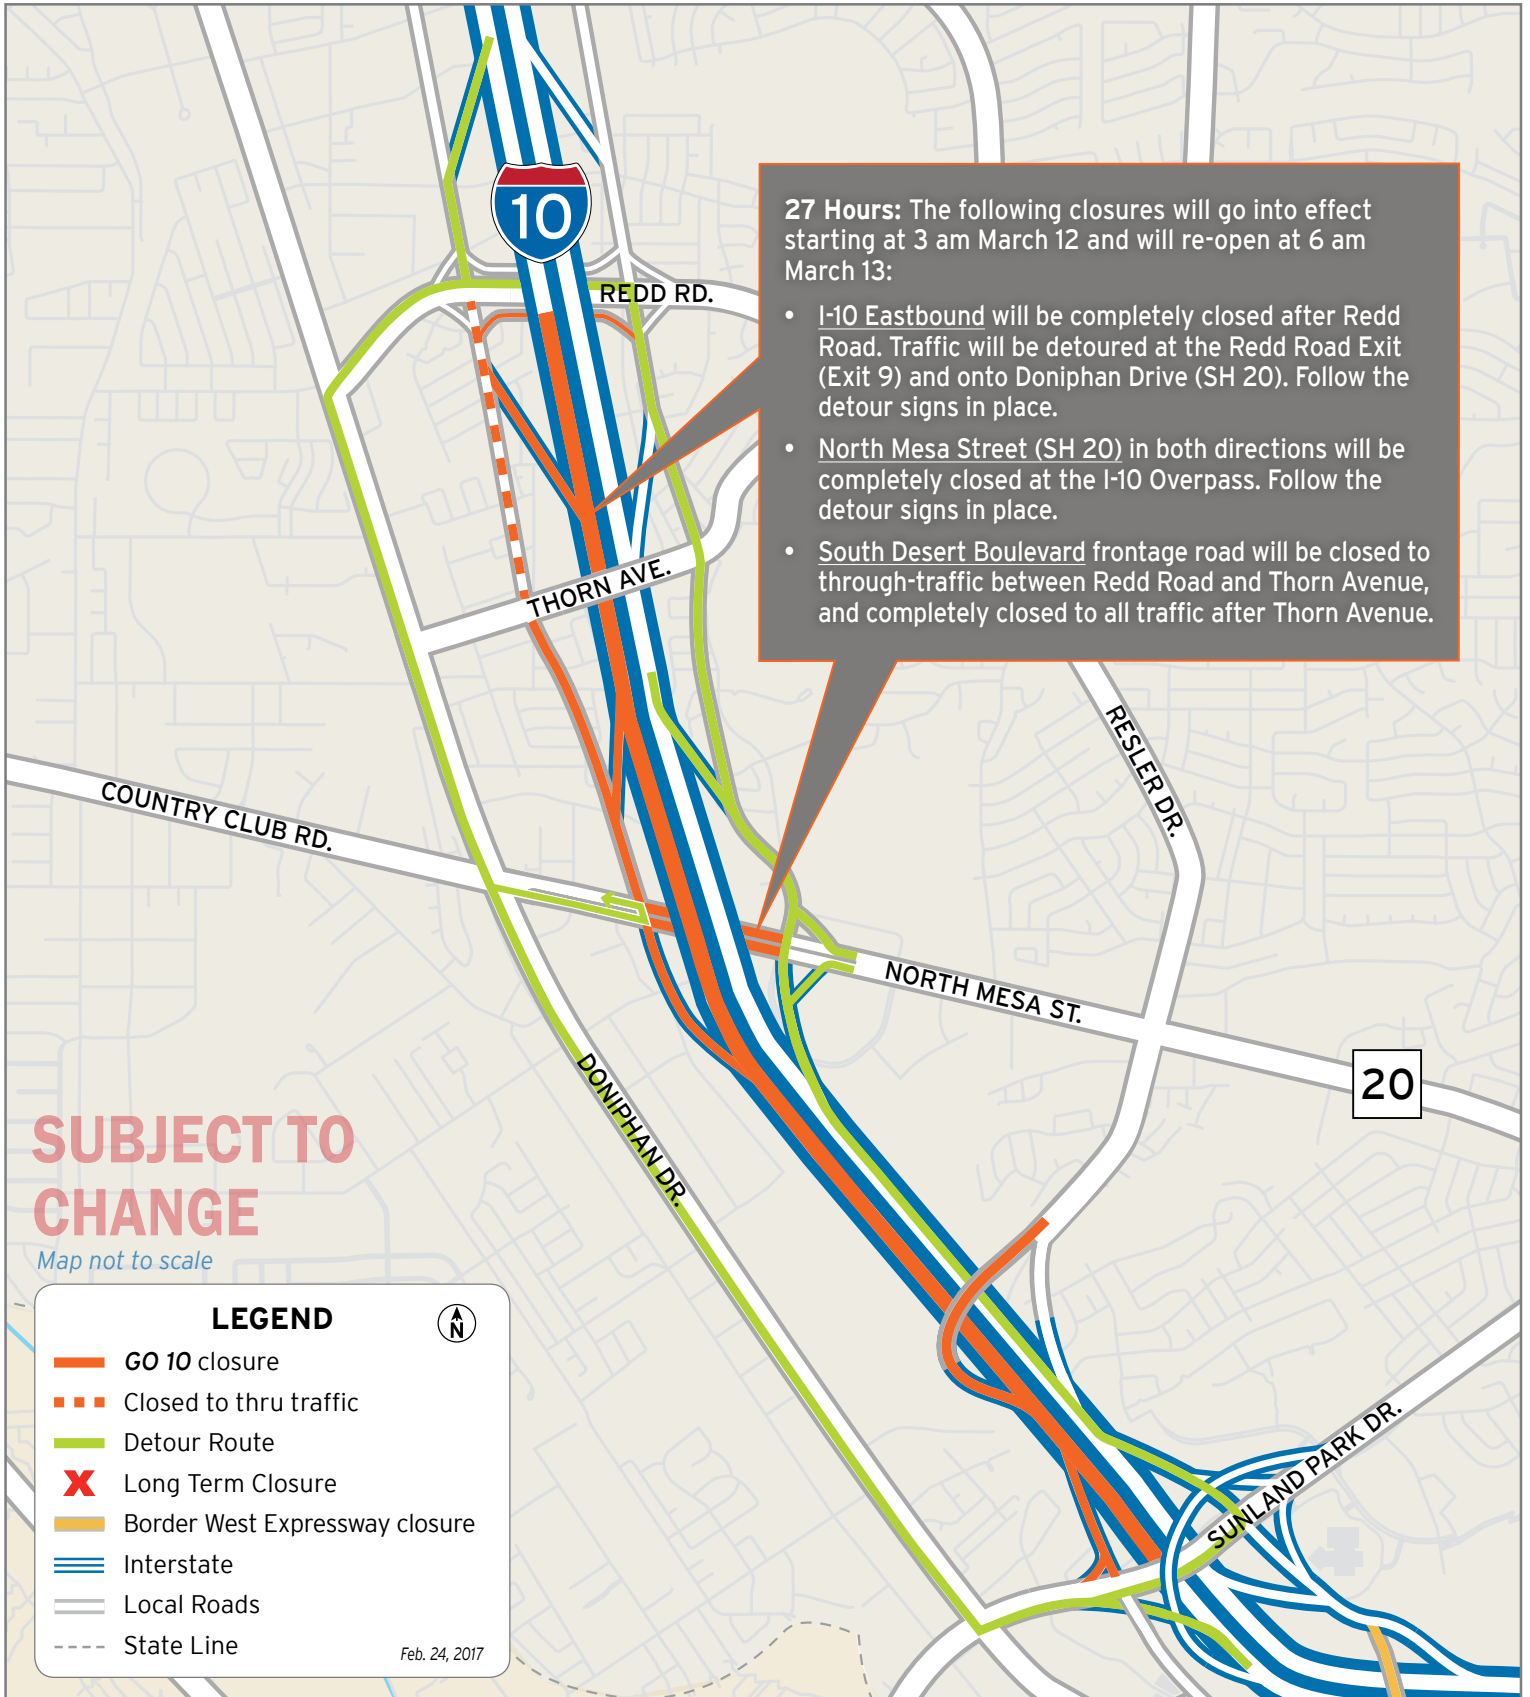 10
REDD RD.
27 Hours: The following closures will go into effect
starting at 3 am March 12 and will re-open at 6 am
March 13:
• I-10 Eastbound will be completely closed after Redd
Road. Traffic will be detoured at the Redd Road Exit
(Exit 9) and onto Doniphan Drive (SH 20). Follow the
detour signs in place.
• North Mesa Street (SH 20) in both directions will be
completely closed at the I-10 Overpass. Follow the
detour signs in place.
• South Desert Boulevard frontage road will be closed to
through-traffic between Redd Road and Thorn Avenue,
and completely closed to all traffic after Thorn Avenue.
THORN AVE.
RESLER DR.
COUNTRY CLUB RD.
NORTH MESA ST.
20
DONIPHAN DR.
SUNLAND PARK DR.
SUBJECT TO
CHANGE
Map not to scale
LEGEND
N
GO 10 closure
Closed to thru traffic
Detour Route
X Long Term Closure
Border West Expressway closure
Interstate
Local Roads
State Line
Feb. 24, 2017